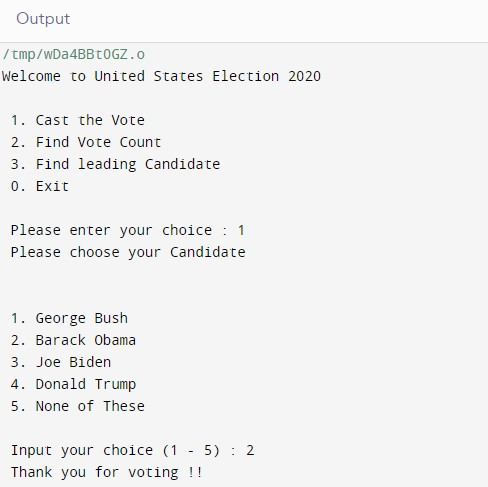 Output
/tmp/wDa4BBt0GZ.o
Welcome to United States Election 2020
1. Cast the Vote
2. Find Vote Count
3. Find leading Candidate
0. Exit
Please enter your choice : 1
Please choose your Candidate
1. George Bush
2. Barack Obama
3. Joe Biden
4. Donald Trump
5. None of These
Input your choice (1 - 5) : 2
Thank you for voting !!